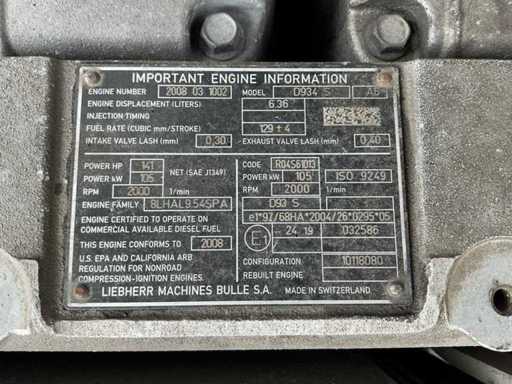 IMPORTANT ENGINE INFORMATION
ENGINE NUMBER 2008 03 1002 MODEL D934 S A6
ENGINE DISPLACEMENT (LITERS) 6.36
INJECTION TIMING
FUEL RATE (CUBIC mm/STROKE) 129 ± 4
INTAKE VALVE LASH (mm) 0,30 EXHAUST VALVE LASH (mm) 0,40
POWER HP 141 NET (SAE J1349) CODE R04S61013
POWER kW 105 POWER kW 105 ISO 9249
RPM 2000 1/min RPM 2000 1/min
ENGINE FAMILY 8LHAL9.54SPA D93 S
ENGINE CERTIFIED TO OPERATE ON e1*97/68HA*2004/26*0295*05
COMMERCIAL AVAILABLE DIESEL FUEL E1 24 19 032586
THIS ENGINE CONFORMS TO 2008
U.S. EPA AND CALIFORNIA ARB CONFIGURATION 10118080
REGULATION FOR NONROAD REBUILT ENGINE
COMPRESSION-IGNITION ENGINES.
LIEBHERR MACHINES BULLE S.A. MADE IN SWITZERLAND